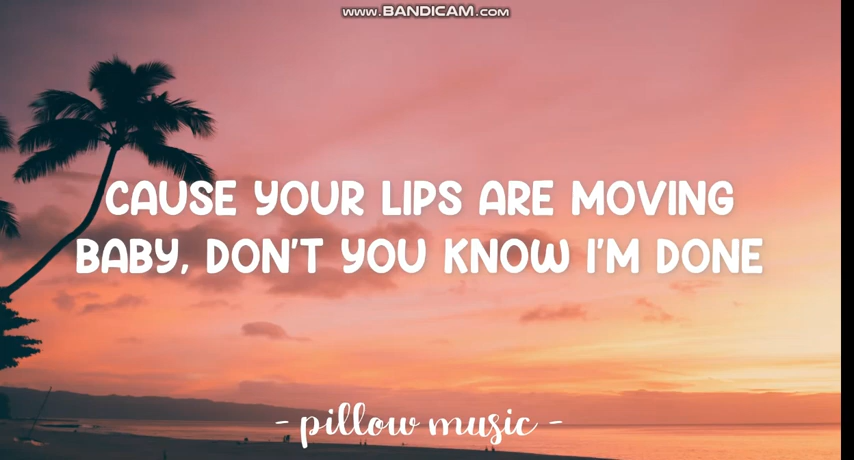 www.BANDICAM.com
CAUSE YOUR LIPS ARE MOVING
BABY, DON'T YOU KNOW I'M DONE
- pillow music -